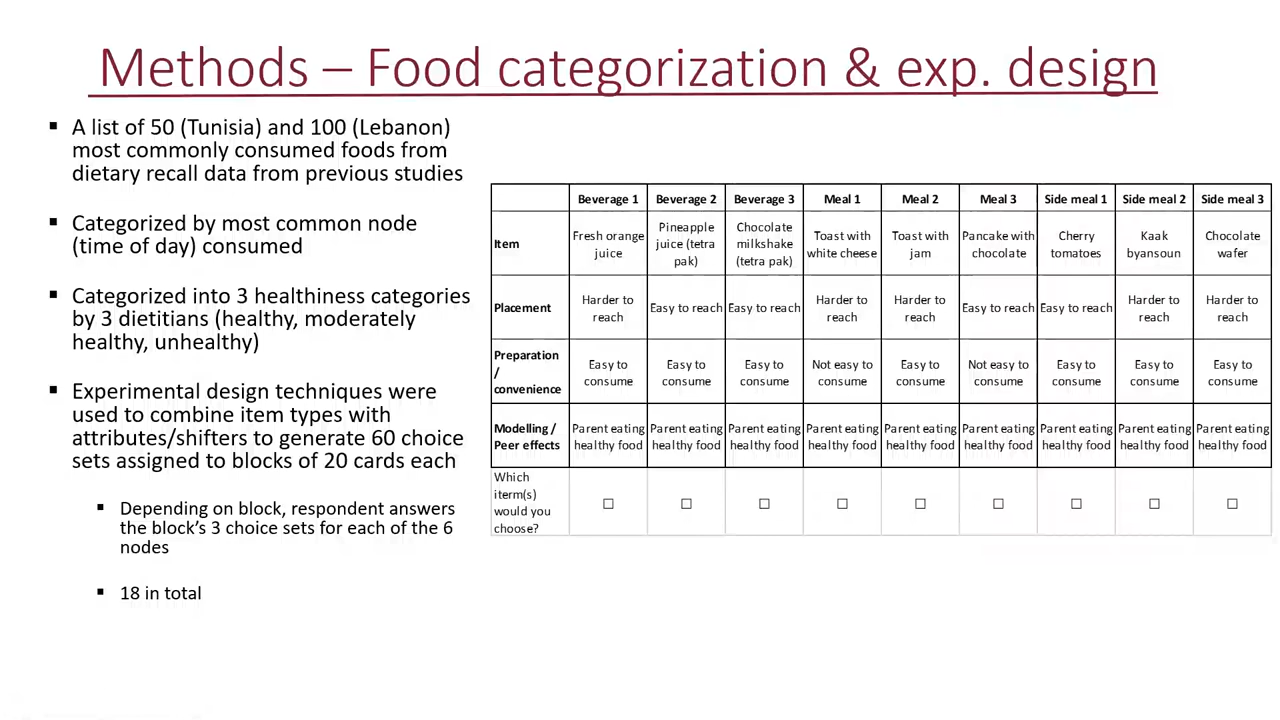 Methods – Food categorization & exp. design
▪ A list of 50 (Tunisia) and 100 (Lebanon)
most commonly consumed foods from
dietary recall data from previous studies
▪ Categorized by most common node
(time of day) consumed
▪ Categorized into 3 healthiness categories
by 3 dietitians (healthy, moderately
healthy, unhealthy)
▪ Experimental design techniques were
used to combine item types with
attributes/shifters to generate 60 choice
sets assigned to blocks of 20 cards each
▪ Depending on block, respondent answers
the block's 3 choice sets for each of the 6
nodes
▪ 18 in total
Beverage 1 Beverage 2 Beverage 3 Meal 1 Meal 2 Meal 3 Side meal 1 Side meal 2 Side meal 3
Item
Fresh orange
juice
Pineapple
juice (tetra
pak)
Chocolate
milkshake
(tetra pak)
Toast with
white cheese
Toast with
jam
Pancake with
chocolate
Cherry
tomatoes
Kaak
byansoun
Chocolate
wafer
Placement
Harder to
reach
Easy to reach
Easy to reach
Harder to
reach
Harder to
reach
Easy to reach
Easy to reach
Harder to
reach
Harder to
reach
Preparation
/
convenience
Easy to
consume
Easy to
consume
Easy to
consume
Not easy to
consume
Easy to
consume
Not easy to
consume
Easy to
consume
Easy to
consume
Easy to
consume
Modelling /
Peer effects
Parent eating
healthy food
Parent eating
healthy food
Parent eating
healthy food
Parent eating
healthy food
Parent eating
healthy food
Parent eating
healthy food
Parent eating
healthy food
Parent eating
healthy food
Parent eating
healthy food
Which
iterm(s)
would you
choose?
☐ ☐ ☐ ☐ ☐ ☐ ☐ ☐ ☐